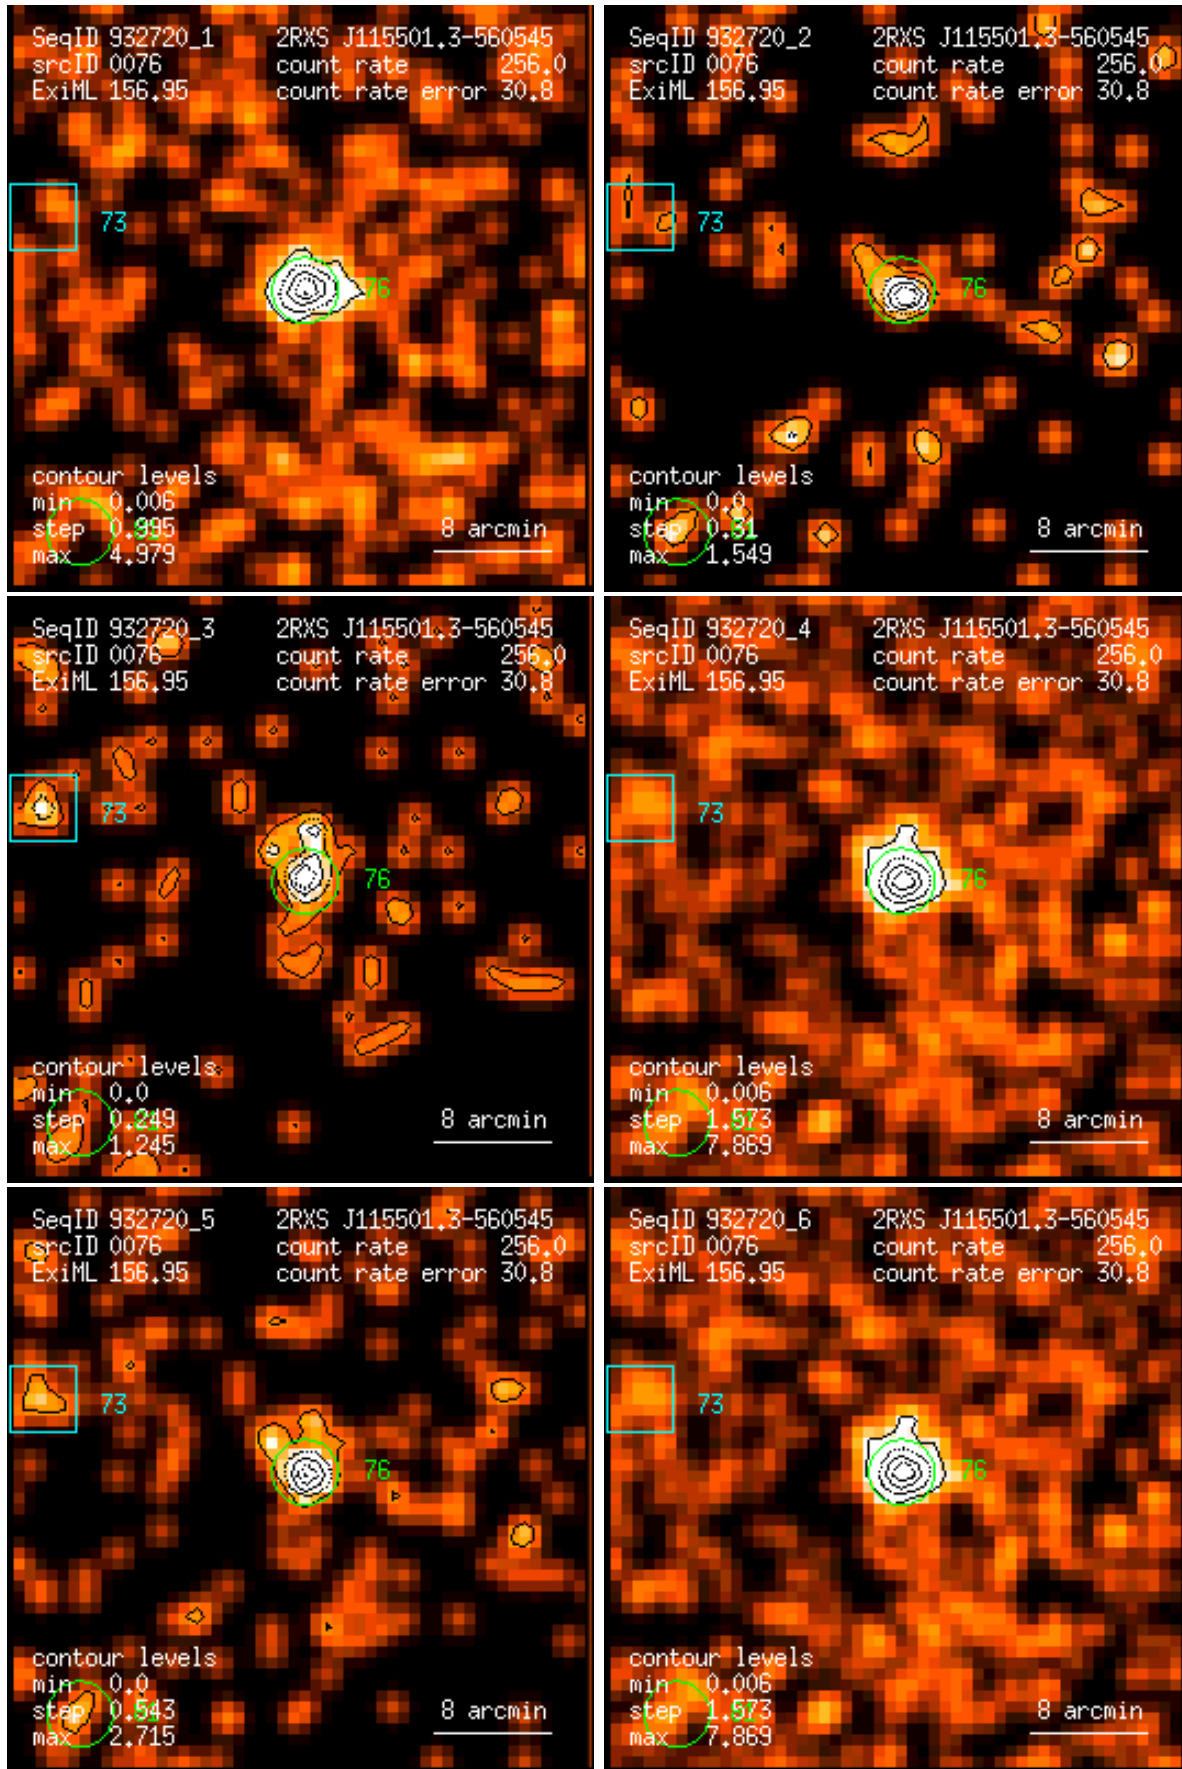 SeqID 932720_1 2RXS J115501.3-560545
srcID 0076 count rate 256.0
ExiML 156.95 count rate error 30.8
73
76
contour levels
min 0.006
step 0.995
max 4.979
8 arcmin
SeqID 932720_2 2RXS J115501.3-560545
srcID 0076 count rate 256.0
ExiML 156.95 count rate error 30.8
73
76
contour levels
min 0.0
step 0.31
max 1.549
8 arcmin
SeqID 932720_3 2RXS J115501.3-560545
srcID 0076 count rate 256.0
ExiML 156.95 count rate error 30.8
73
76
contour levels
min 0.0
step 0.249
max 1.245
8 arcmin
SeqID 932720_4 2RXS J115501.3-560545
srcID 0076 count rate 256.0
ExiML 156.95 count rate error 30.8
73
76
contour levels
min 0.006
step 1.573
max 7.869
8 arcmin
SeqID 932720_5 2RXS J115501.3-560545
srcID 0076 count rate 256.0
ExiML 156.95 count rate error 30.8
73
76
contour levels
min 0.0
step 0.543
max 2.715
8 arcmin
SeqID 932720_6 2RXS J115501.3-560545
srcID 0076 count rate 256.0
ExiML 156.95 count rate error 30.8
73
76
contour levels
min 0.006
step 1.573
max 7.869
8 arcmin